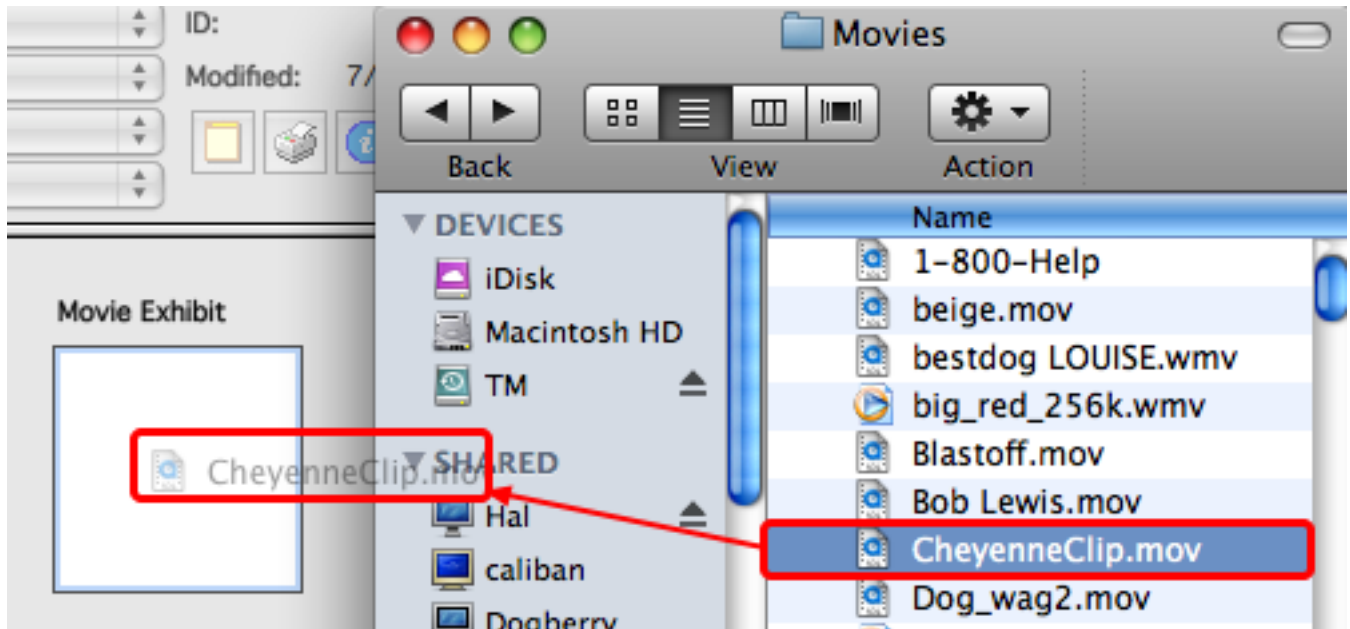 ID:
Modified: 7/
Movie Exhibit
CheyenneClip.mov
Movies
Back
View
Action
DEVICES
iDisk
Macintosh HD
TM
SHARED
Hal
caliban
Dogberry
Name
1-800-Help
beige.mov
bestdog LOUISE.wmv
big_red_256k.wmv
Blastoff.mov
Bob Lewis.mov
CheyenneClip.mov
Dog_wag2.mov